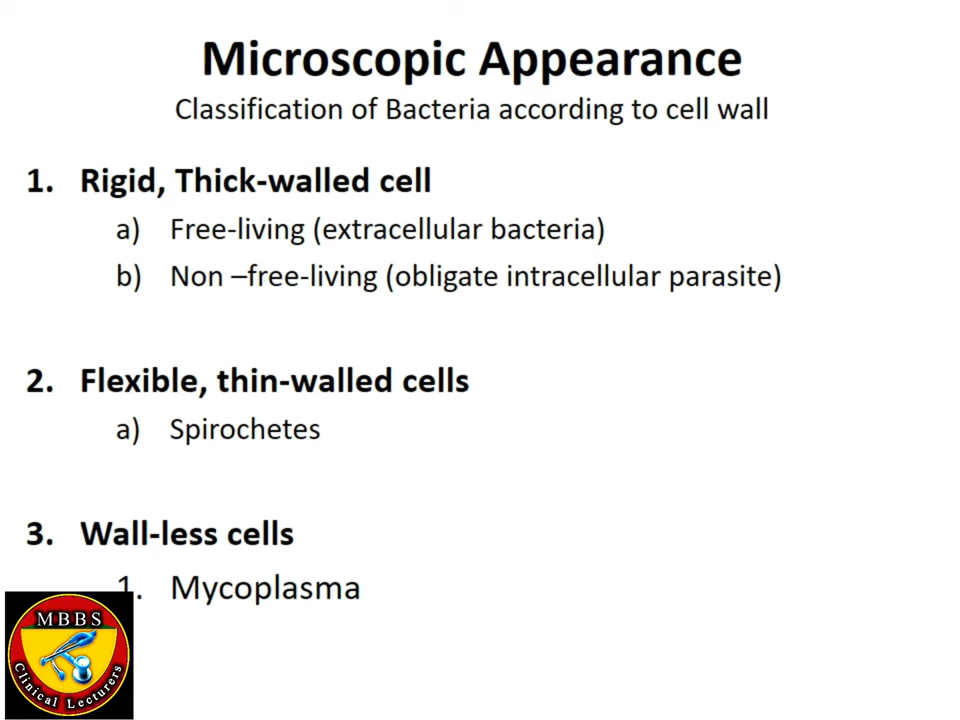 Microscopic Appearance
Classification of Bacteria according to cell wall
1. Rigid, Thick-walled cell
a) Free-living (extracellular bacteria)
b) Non –free-living (obligate intracellular parasite)
2. Flexible, thin-walled cells
a) Spirochetes
3. Wall-less cells
1. Mycoplasma
MBBS
Clinical Lecturers